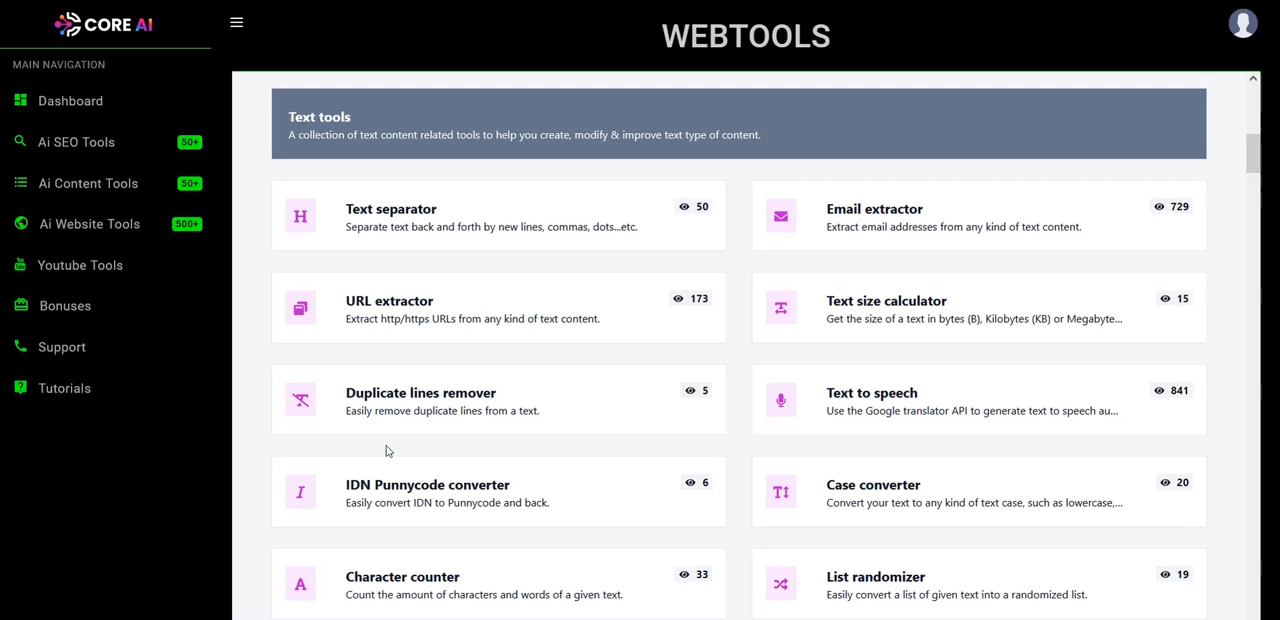 CORE AI
WEBTOOLS
MAIN NAVIGATION
Dashboard
Ai SEO Tools 50+
Ai Content Tools 50+
Ai Website Tools 500+
Youtube Tools
Bonuses
Support
Tutorials
Text tools
A collection of text content related tools to help you create, modify & improve text type of content.
Text separator 50
Separate text back and forth by new lines, commas, dots...etc.
Email extractor 729
Extract email addresses from any kind of text content.
URL extractor 173
Extract http/https URLs from any kind of text content.
Text size calculator 15
Get the size of a text in bytes (B), Kilobytes (KB) or Megabyte...
Duplicate lines remover 5
Easily remove duplicate lines from a text.
Text to speech 841
Use the Google translator API to generate text to speech au...
IDN Punnycode converter 6
Easily convert IDN to Punnycode and back.
Case converter 20
Convert your text to any kind of text case, such as lowercase,...
Character counter 33
Count the amount of characters and words of a given text.
List randomizer 19
Easily convert a list of given text into a randomized list.